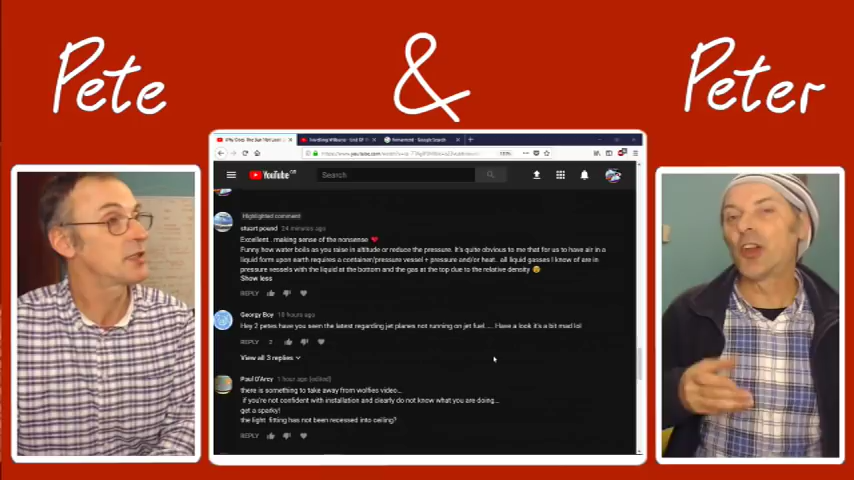 Pete & Peter
YouTube GB
Search
Highlighted comment
stuart pound 24 minutes ago
Excellent.. making sense of the nonsense ❤
Funny how water boils as you raise in altitude or reduce the pressure. It's quite obvious to me that for us to have air in a
liquid form upon earth requires a container/pressure vessel + pressure and/or heat.. all liquid gasses I know of are in
pressure vessels with the liquid at the bottom and the gas at the top due to the relative density
Show less
REPLY
Georgy Boy 18 hours ago
Hey 2 petes have you seen the latest regarding jet planes not running on jet fuel..... Have a look it's a bit mad lol
REPLY 2
View all 3 replies
Paul D'Arcy 1 hour ago (edited)
there is something to take away from wolfies video...
if you're not confident with installation and clearly do not know what you are doing...
get a sparky!
the light fitting has not been recessed into ceiling?
REPLY